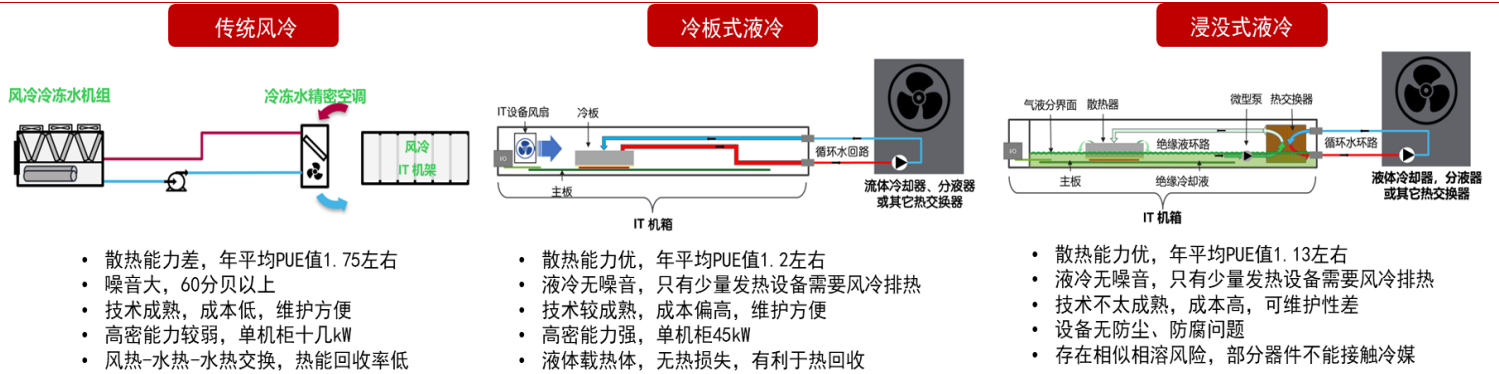 传统风冷
风冷冷冻水机组
冷冻水精密空调
风冷
IT 机架
• 散热能力差，年平均PUE值1.75左右
• 噪音大，60分贝以上
• 技术成熟，成本低，维护方便
• 高密能力较弱，单机柜十几kW
• 风热-水热-水热交换，热能回收率低
冷板式液冷
IT设备风扇
冷板
I/O
主板
循环水回路
流体冷却器、分液器
或其它热交换器
IT 机箱
• 散热能力优，年平均PUE值1.2左右
• 液冷无噪音，只有少量发热设备需要风冷排热
• 技术较成熟，成本偏高，维护方便
• 高密能力强，单机柜45kW
• 液体载热体，无热损失，有利于热回收
浸没式液冷
气液分界面
散热器
微型泵
热交换器
I/O
绝缘液环路
循环水环路
主板
绝缘冷却液
液体冷却器，分液器
或其它热交换器
IT 机箱
• 散热能力优，年平均PUE值1.13左右
• 液冷无噪音，只有少量发热设备需要风冷排热
• 技术不太成熟，成本高，可维护性差
• 设备无防尘、防腐问题
• 存在相似相溶风险，部分器件不能接触冷媒